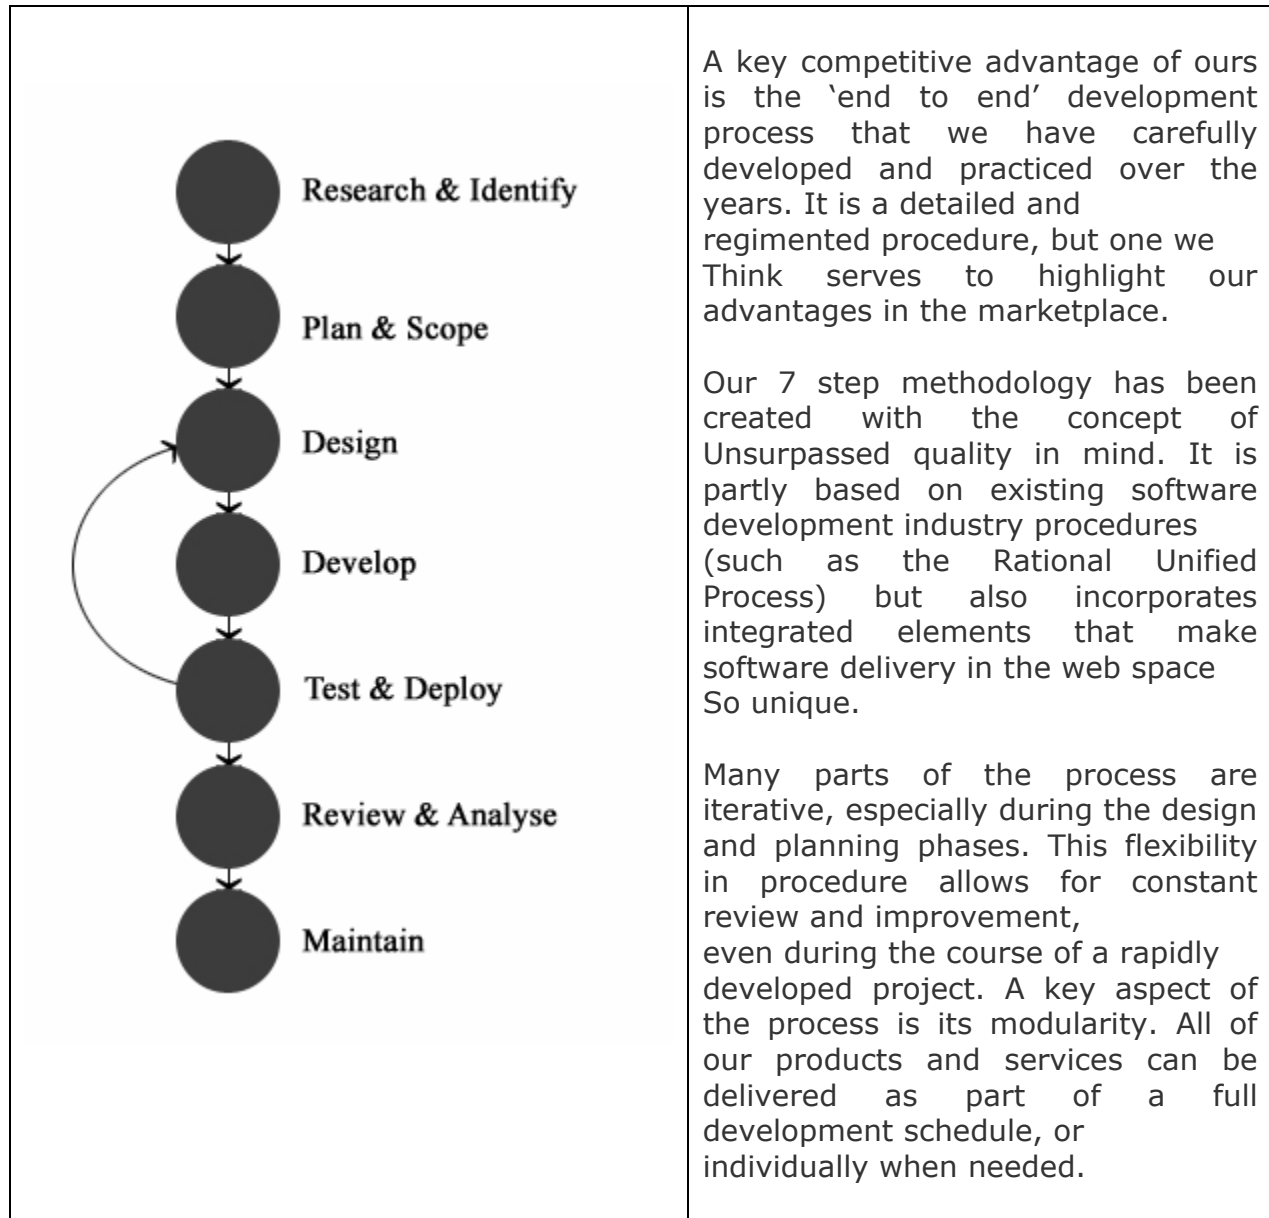 Research & Identify
Plan & Scope
Design
Develop
Test & Deploy
Review & Analyse
Maintain
A key competitive advantage of ours
is the ‘end to end’ development
process that we have carefully
developed and practiced over the
years. It is a detailed and
regimented procedure, but one we
Think serves to highlight our
advantages in the marketplace.
Our 7 step methodology has been
created with the concept of
Unsurpassed quality in mind. It is
partly based on existing software
development industry procedures
(such as the Rational Unified
Process) but also incorporates
integrated elements that make
software delivery in the web space
So unique.
Many parts of the process are
iterative, especially during the design
and planning phases. This flexibility
in procedure allows for constant
review and improvement,
even during the course of a rapidly
developed project. A key aspect of
the process is its modularity. All of
our products and services can be
delivered as part of a full
development schedule, or
individually when needed.